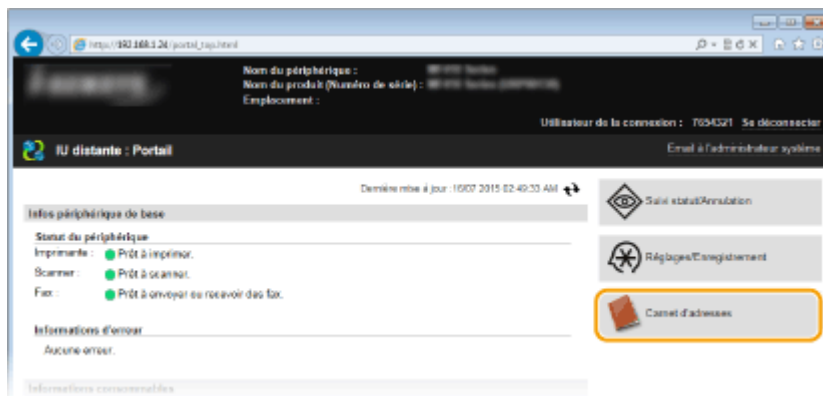 http://192.168.1.24/portal_top.html
Nom du périphérique :
Nom du produit (Numéro de série) :
Emplacement :
Utilisateur de la connexion : 7654321 Se déconnecter
IU distante : Portail
Email à l'administrateur système
Dernière mise à jour :16/07 2015 02:49:33 AM
Infos périphérique de base
Statut du périphérique
Imprimante : Prêt à imprimer.
Scanner : Prêt à scanner.
Fax : Prêt à envoyer ou recevoir des fax.
Informations d'erreur
Aucune erreur.
Informations consommables
Suivi statut/Annulation
Réglages/Enregistrement
Carnet d'adresses